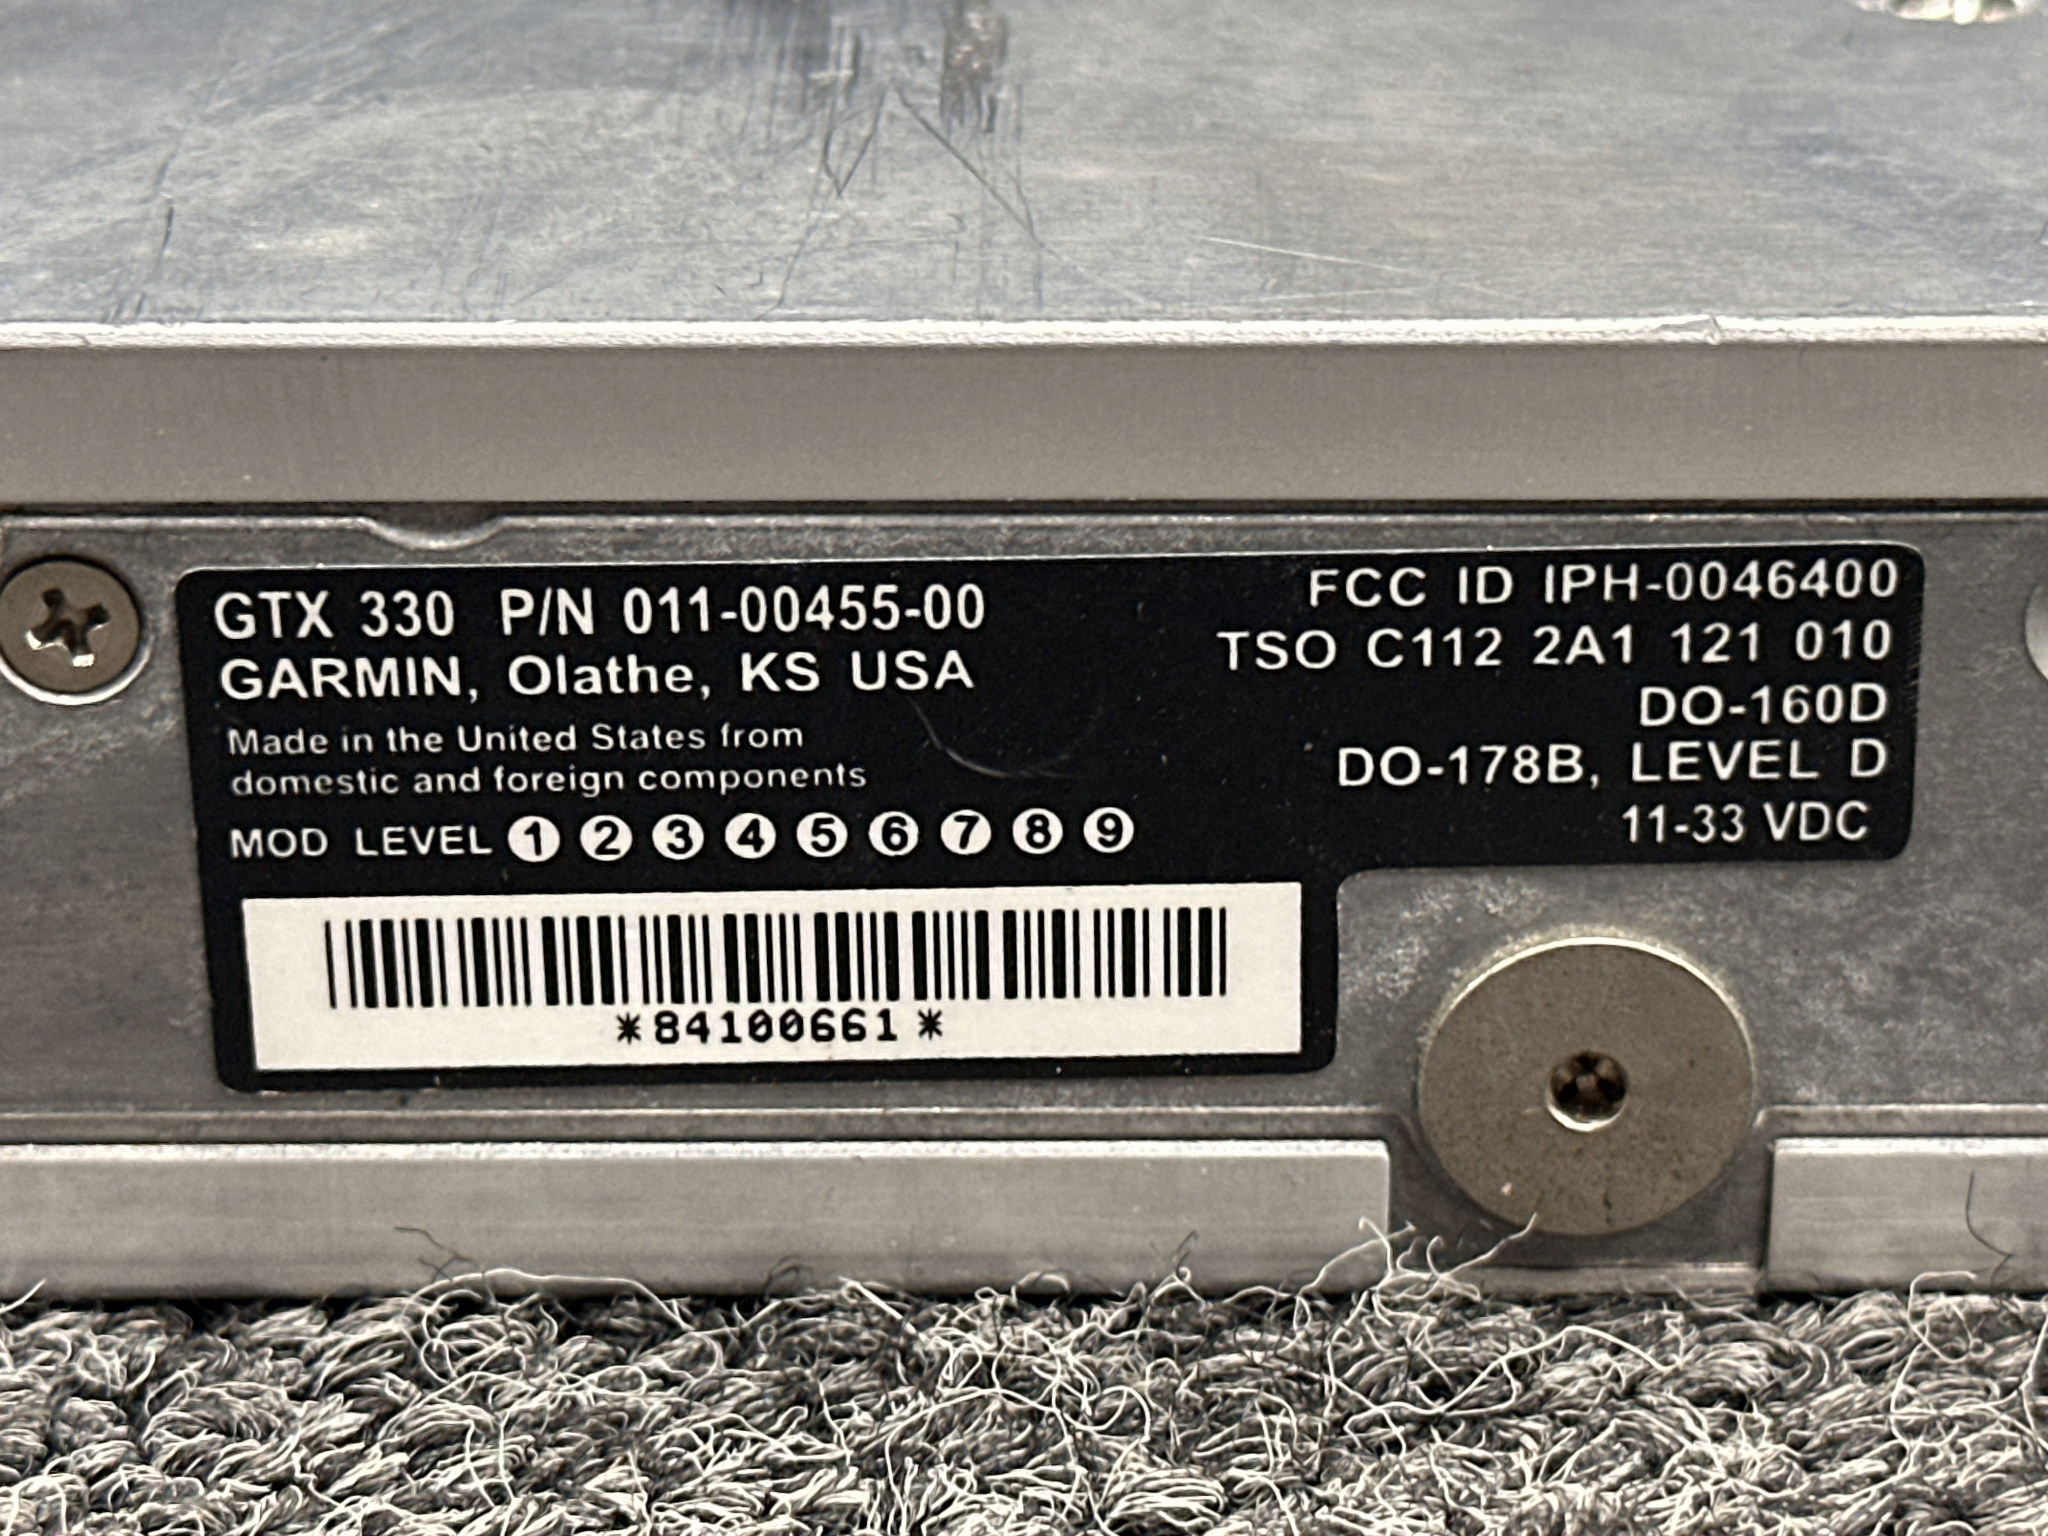 GTX 330 P/N 011-00455-00
GARMIN, Olathe, KS USA
Made in the United States from
domestic and foreign components
MOD LEVEL 1 2 3 4 5 6 7 8 9
*84100661*
FCC ID IPH-0046400
TSO C112 2A1 121 010
DO-160D
DO-178B, LEVEL D
11-33 VDC